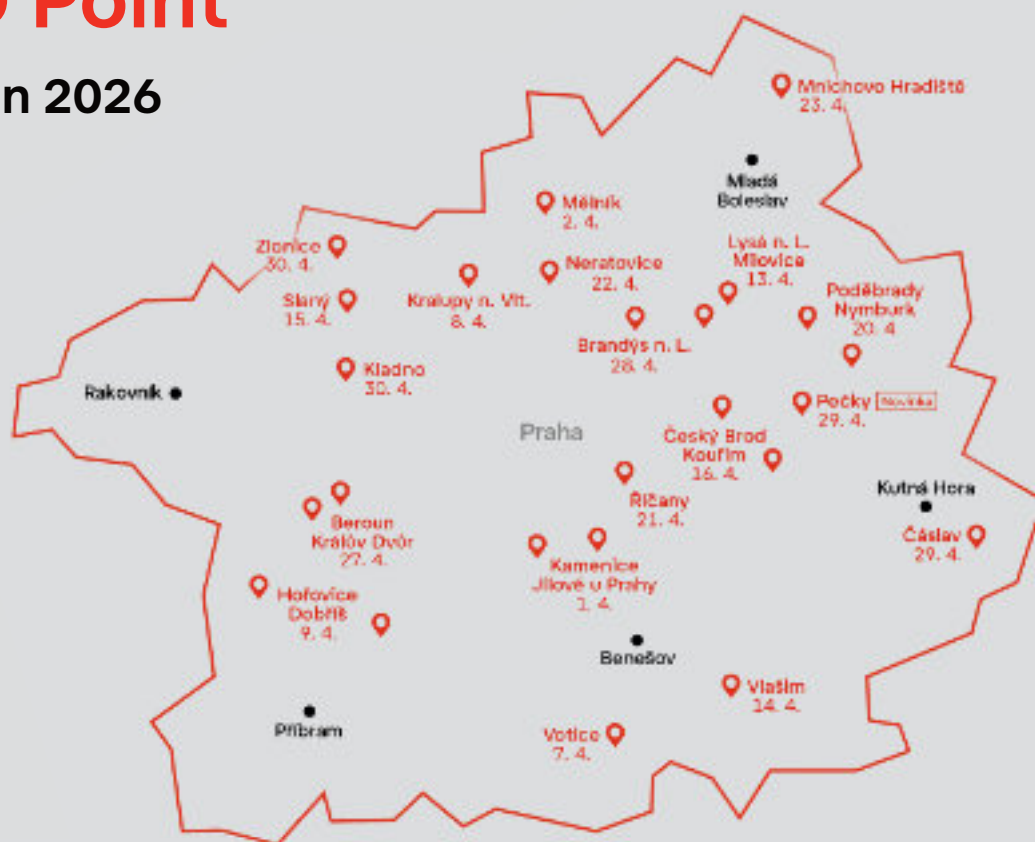 Point
n 2026
Mnichovo Hradiště
23. 4.
Mladá
Boleslav
Mělník
2. 4.
Zlonice
30. 4.
Lysá n. L.
Milovice
13. 4.
Neratovice
22. 4.
Slaný
15. 4.
Kralupy n. Vlt.
8. 4.
Poděbrady
Nymburk
20. 4
Brandýs n. L.
28. 4.
Kladno
30. 4.
Rakovník
Pečky Novinka
29. 4.
Praha
Český Brod
Kouřim
16. 4.
Kutná Hora
Říčany
21. 4.
Beroun
Králův Dvůr
27. 4.
Čáslav
29. 4.
Kamenice
Jílové u Prahy
1. 4.
Hořovice
Dobříš
9. 4.
Benešov
Vlašim
14. 4.
Příbram
Votice
7. 4.